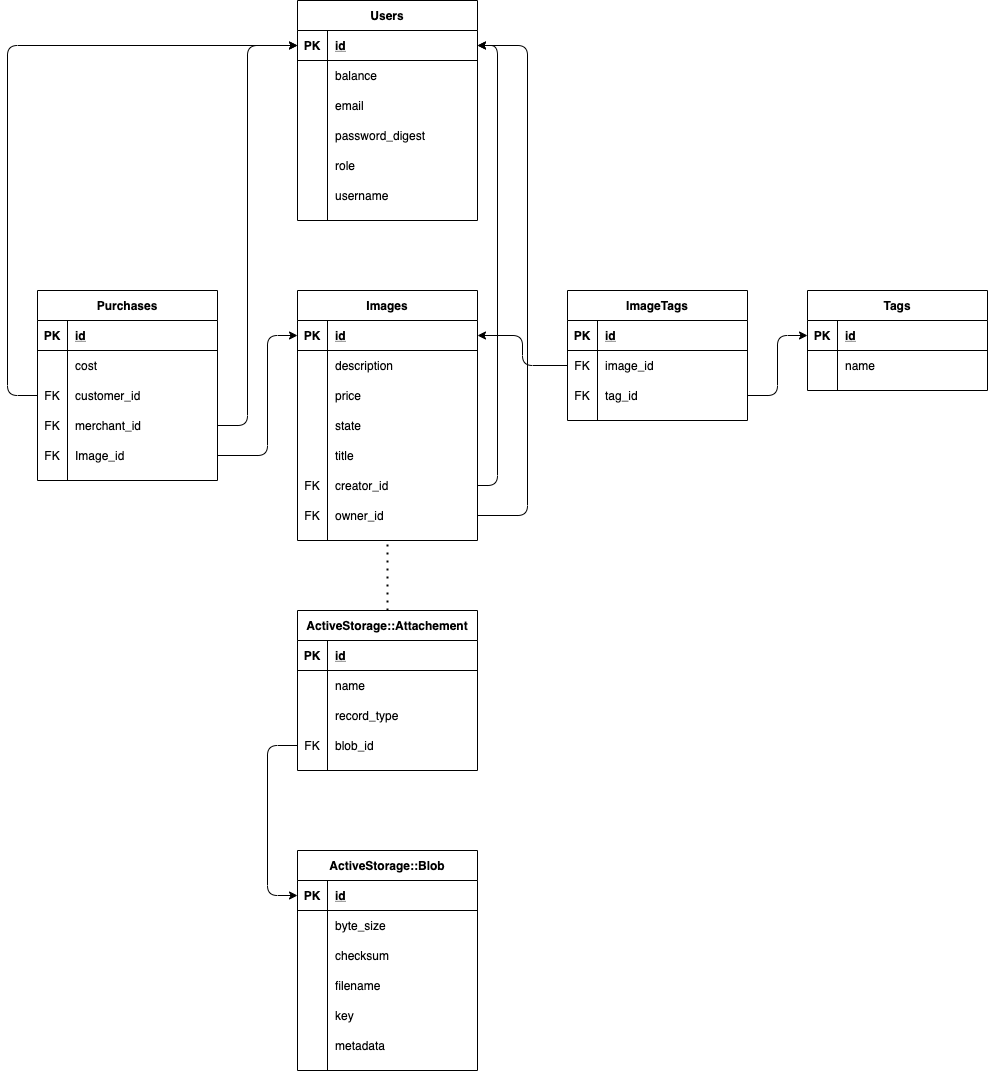 Users
PK id
balance
email
password_digest
role
username
Purchases
PK id
cost
FK customer_id
FK merchant_id
FK Image_id
Images
PK id
description
price
state
title
FK creator_id
FK owner_id
ImageTags
PK id
FK image_id
FK tag_id
Tags
PK id
name
ActiveStorage::Attachement
PK id
name
record_type
FK blob_id
ActiveStorage::Blob
PK id
byte_size
checksum
filename
key
metadata